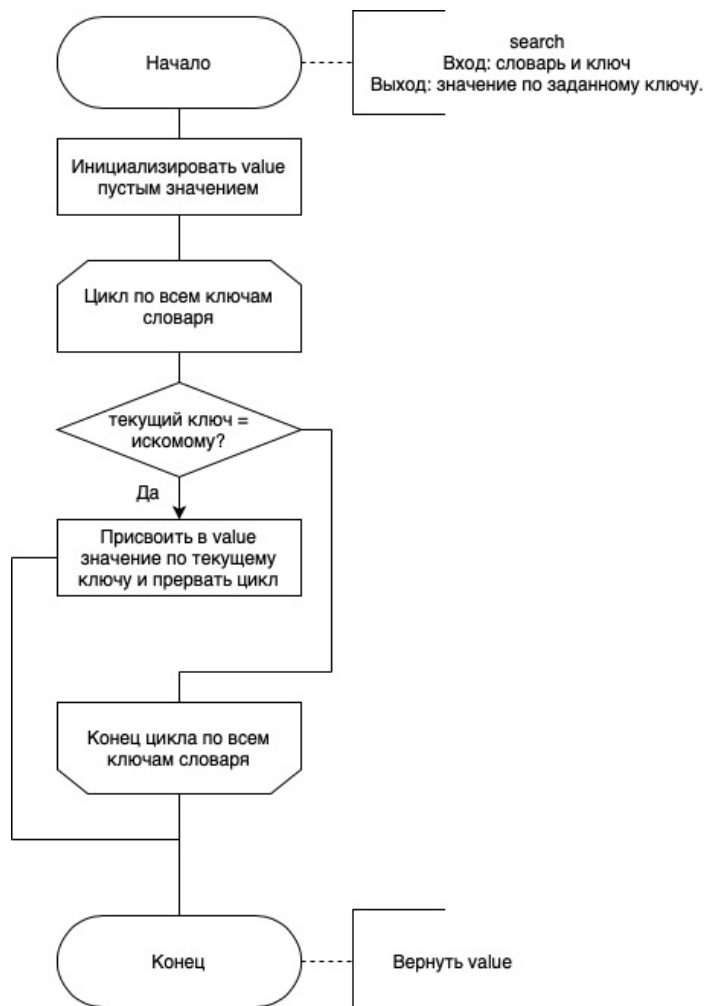 Начало
search
Вход: словарь и ключ
Выход: значение по заданному ключу.
Инициализировать value
пустым значением
Цикл по всем ключам
словаря
текущий ключ =
искомому?
Да
Присвоить в value
значение по текущему
ключу и прервать цикл
Конец цикла по всем
ключам словаря
Конец
Вернуть value